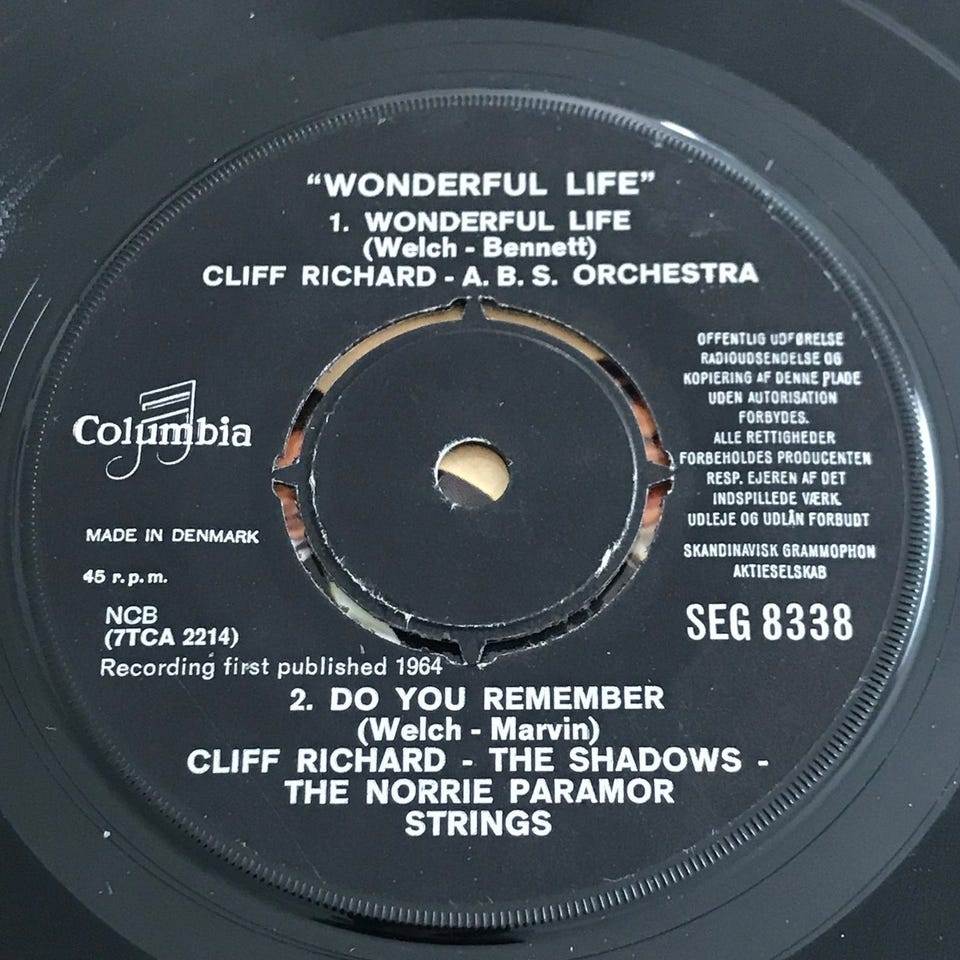 "WONDERFUL LIFE"
1. WONDERFUL LIFE
(Welch - Bennett)
CLIFF RICHARD - A. B. S. ORCHESTRA
Columbia
MADE IN DENMARK
45 r.p.m.
NCB
(7TCA 2214)
Recording first published 1964
OFFENTLIG UDFØRELSE
RADIOUDSENDELSE OG
KOPIERING AF DENNE PLADE
UDEN AUTORISATION
FORBYDES.
ALLE RETTIGHEDER
FORBEHOLDES PRODUCENTEN
RESP. EJEREN AF DET
INDSPILLEDE VÆRK.
UDLEJE OG UDLÅN FORBUDT
SKANDINAVISK GRAMMOPHON
AKTIESELSKAB
SEG 8338
2. DO YOU REMEMBER
(Welch - Marvin)
CLIFF RICHARD - THE SHADOWS -
THE NORRIE PARAMOR
STRINGS